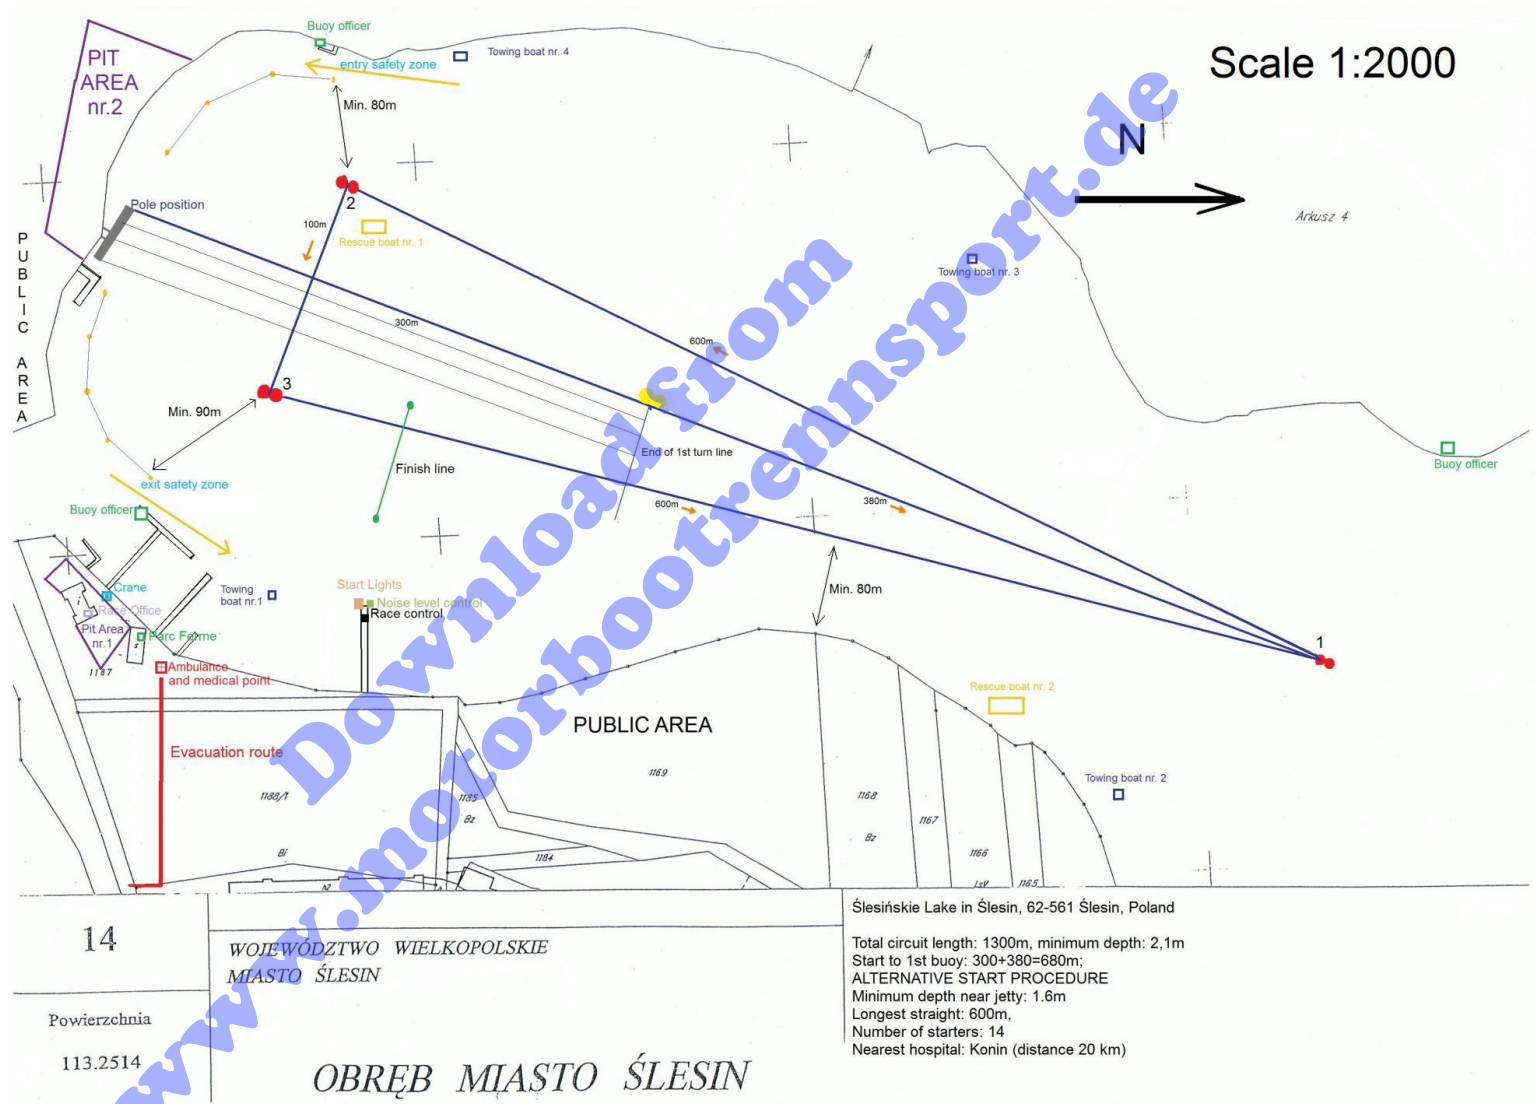 Buoy officer
Towing boat nr. 4
Scale 1:2000
PIT
AREA
nr.2
entry safety zone
Min. 80m
N
Pole position
2
100m
Rescue boat nr. 1
Arkusz 4
PUBLIC AREA
Towing boat nr. 3
300m
600m
3
Min. 90m
End of 1st turn line
Finish line
Buoy officer
exit safety zone
600m
380m
Buoy officer
Start Lights
Crane
Towing
boat nr.1
Noise level control
Race control
Race Office
Min. 80m
Pit Area
nr.1
Parc Ferme
1
1187
Ambulance
and medical point
Rescue boat nr. 2
PUBLIC AREA
Evacuation route
1169
Towing boat nr. 2
1188/1
1185
Bz
1168
Bz
1167
1166
Bi
1184
LsV
1165
Download from
www.motorbootrennsport.de
14
WOJEWÓDZTWO WIELKOPOLSKIE
MIASTO ŚLESIN
Powierzchnia
113.2514
OBRĘB MIASTO ŚLESIN
Ślesińskie Lake in Ślesin, 62-561 Ślesin, Poland
Total circuit length: 1300m, minimum depth: 2,1m
Start to 1st buoy: 300+380=680m;
ALTERNATIVE START PROCEDURE
Minimum depth near jetty: 1.6m
Longest straight: 600m,
Number of starters: 14
Nearest hospital: Konin (distance 20 km)